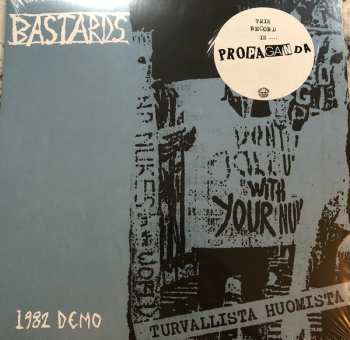 BASTARDS
THIS
RECORD
IS ....
PROPAGANDA
NO NUKES
DON'T
WITH
YOUR
TURVALLISTA HUOMISTA
1982 DEMO